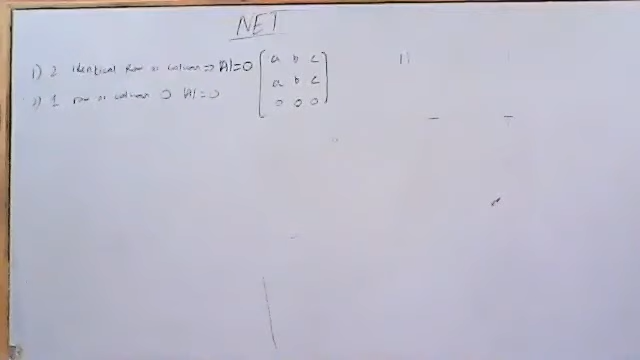 NET
1) 2 identical row or column => |A|=0
2) 1 row or column 0 |A|=0
a b c
a b c
0 0 0